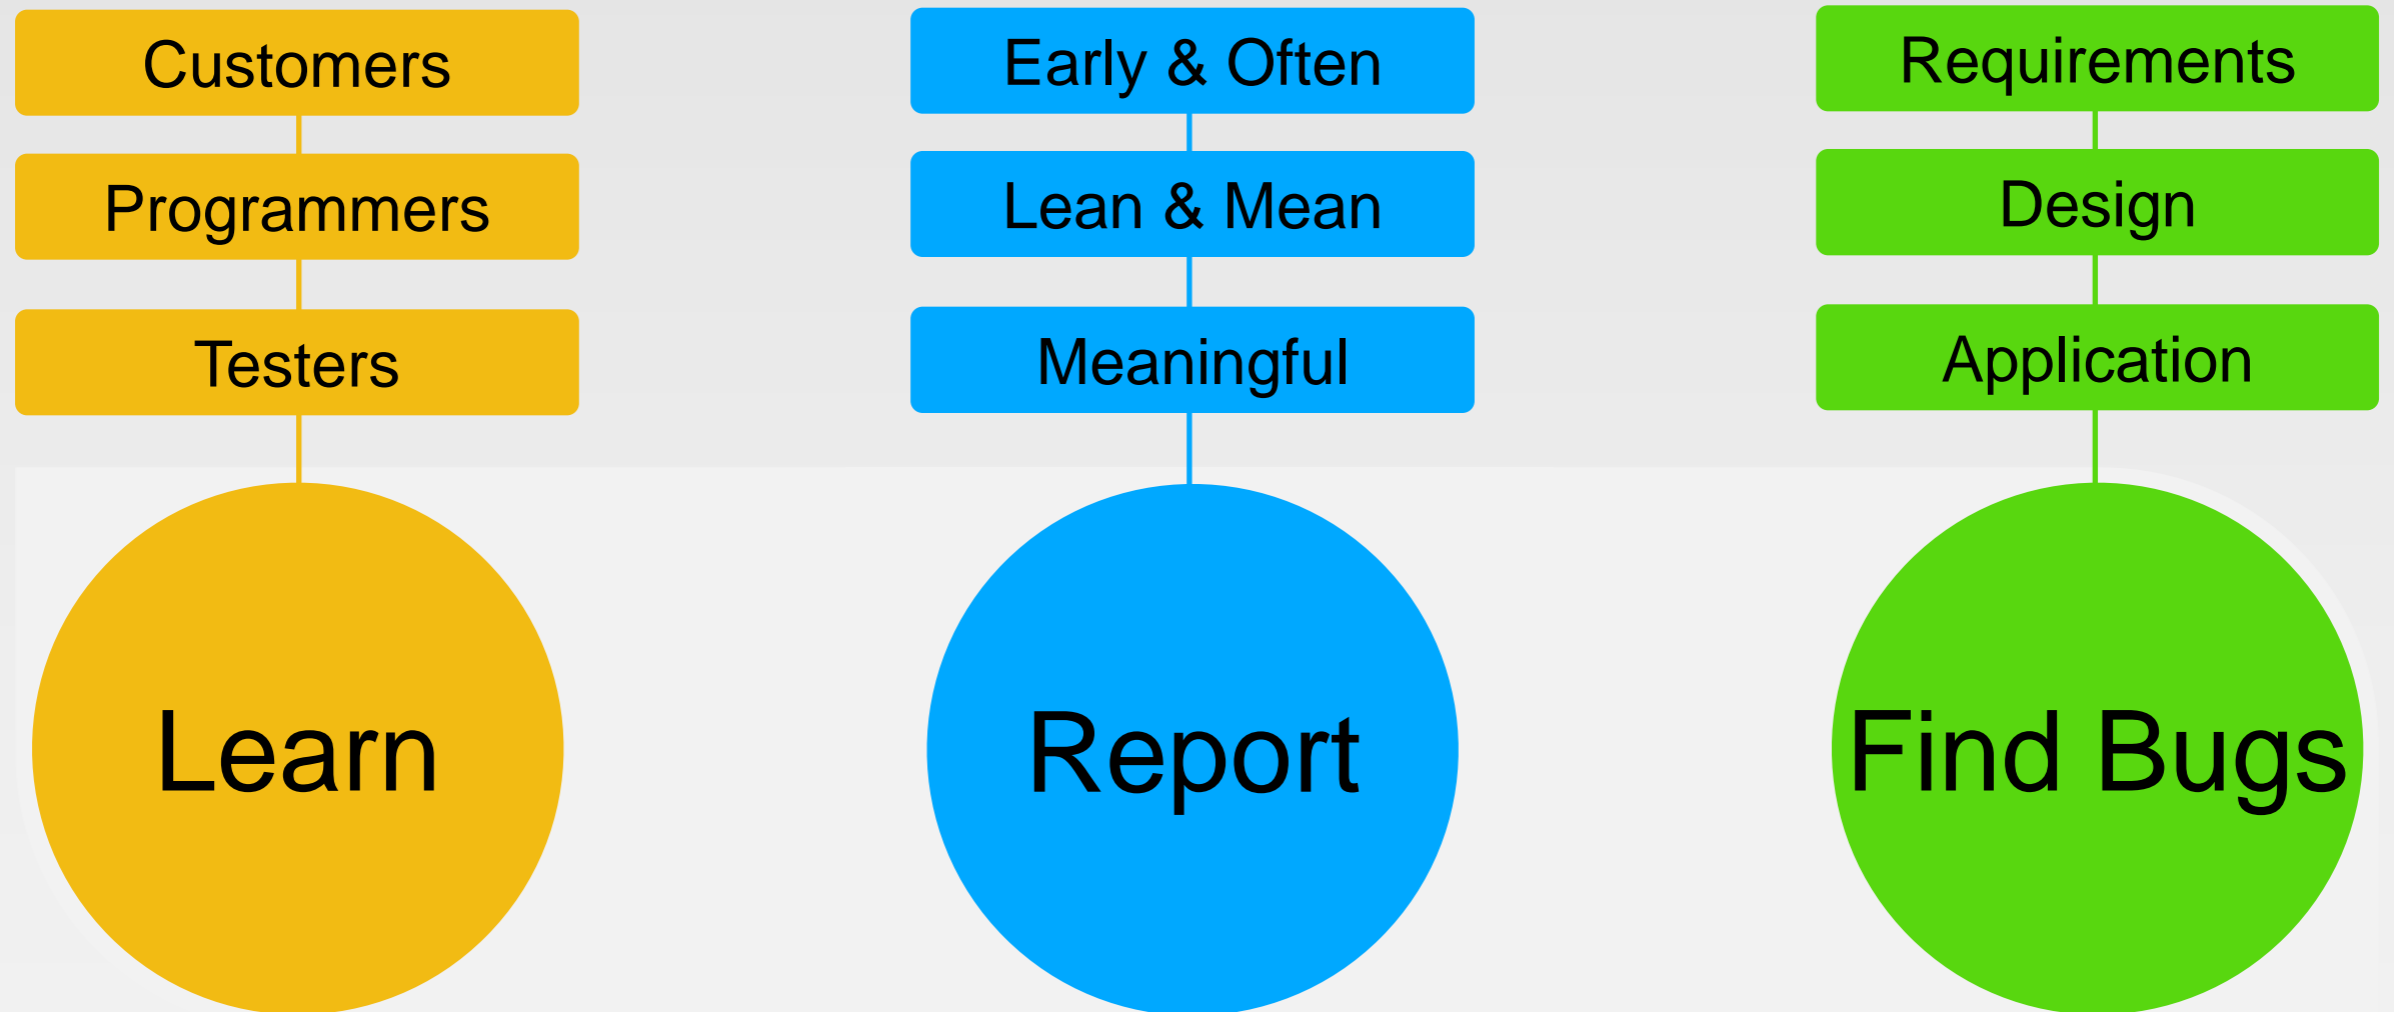 Customers
Programmers
Testers
Learn
Early & Often
Lean & Mean
Meaningful
Report
Requirements
Design
Application
Find Bugs